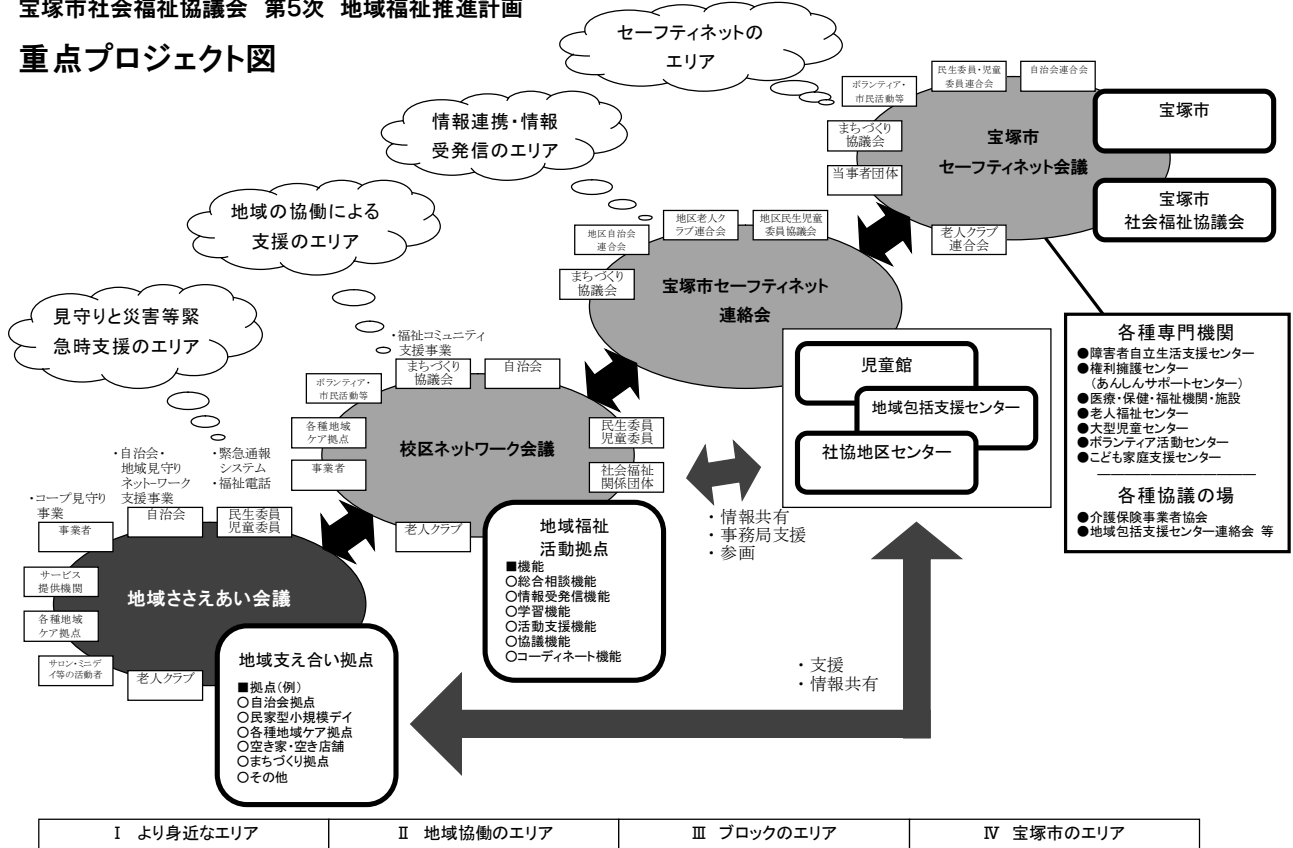 宝塚市社会福祉協議会 第5次 地域福祉推進計画
重点プロジェクト図
セーフティネットの
エリア
情報連携・情報
受発信のエリア
地域の協働による
支援のエリア
見守りと災害等緊
急時支援のエリア
ボランティア・
市民活動等
民生委員・児童
委員連合会
自治会連合会
まちづくり
協議会
当事者団体
老人クラブ
連合会
宝塚市
セーフティネット会議
宝塚市
宝塚市
社会福祉協議会
地区自治会
連合会
地区老人ク
ラブ連合会
地区民生児童
委員協議会
まちづくり
協議会
宝塚市セーフティネット
連絡会
児童館
地域包括支援センター
社協地区センター
各種専門機関
●障害者自立生活支援センター
●権利擁護センター
(あんしんサポートセンター)
●医療・保健・福祉機関・施設
●老人福祉センター
●大型児童センター
●ボランティア活動センター
●こども家庭支援センター
各種協議の場
●介護保険事業者協会
●地域包括支援センター連絡会 等
・福祉コミュニティ
支援事業
まちづくり
協議会
自治会
ボランティア・
市民活動等
各種地域
ケア拠点
事業者
老人クラブ
民生委員
児童委員
社会福祉
関係団体
校区ネットワーク会議
地域福祉
活動拠点
■機能
○総合相談機能
○情報受発信機能
○学習機能
○活動支援機能
○協議機能
○コーディネート機能
・情報共有
・事務局支援
・参画
・コープ見守り
事業
・自治会・
地域見守り
ネットーワーク
支援事業
・緊急通報
システム
・福祉電話
事業者
自治会
民生委員
児童委員
サービス
提供機関
各種地域
ケア拠点
サロン・ミニデ
イ等の活動者
老人クラブ
地域ささえあい会議
地域支え合い拠点
■拠点(例)
○自治会拠点
○民家型小規模デイ
○各種地域ケア拠点
○空き家・空き店舗
○まちづくり拠点
○その他
・支援
・情報共有
Ⅰ より身近なエリア
Ⅱ 地域協働のエリア
Ⅲ ブロックのエリア
Ⅳ 宝塚市のエリア